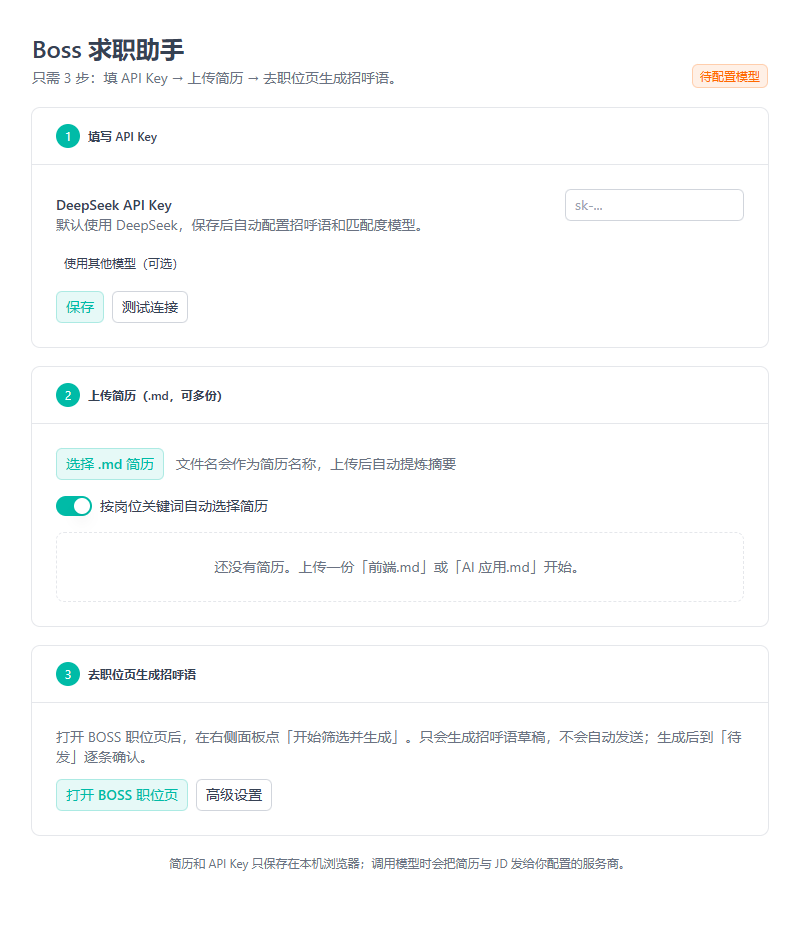 Boss 求职助手
只需 3 步：填 API Key → 上传简历 → 去职位页生成招呼语。
待配置模型
1 填写 API Key
DeepSeek API Key
默认使用 DeepSeek，保存后自动配置招呼语和匹配度模型。
sk-...
使用其他模型（可选）
保存 测试连接
2 上传简历（.md，可多份）
选择 .md 简历 文件名会作为简历名称，上传后自动提炼摘要
按岗位关键词自动选择简历
还没有简历。上传一份「前端.md」或「AI 应用.md」开始。
3 去职位页生成招呼语
打开 BOSS 职位页后，在右侧面板点「开始筛选并生成」。只会生成招呼语草稿，不会自动发送；生成后到「待
发」逐条确认。
打开 BOSS 职位页 高级设置
简历和 API Key 只保存在本机浏览器；调用模型时会把简历与 JD 发给你配置的服务商。